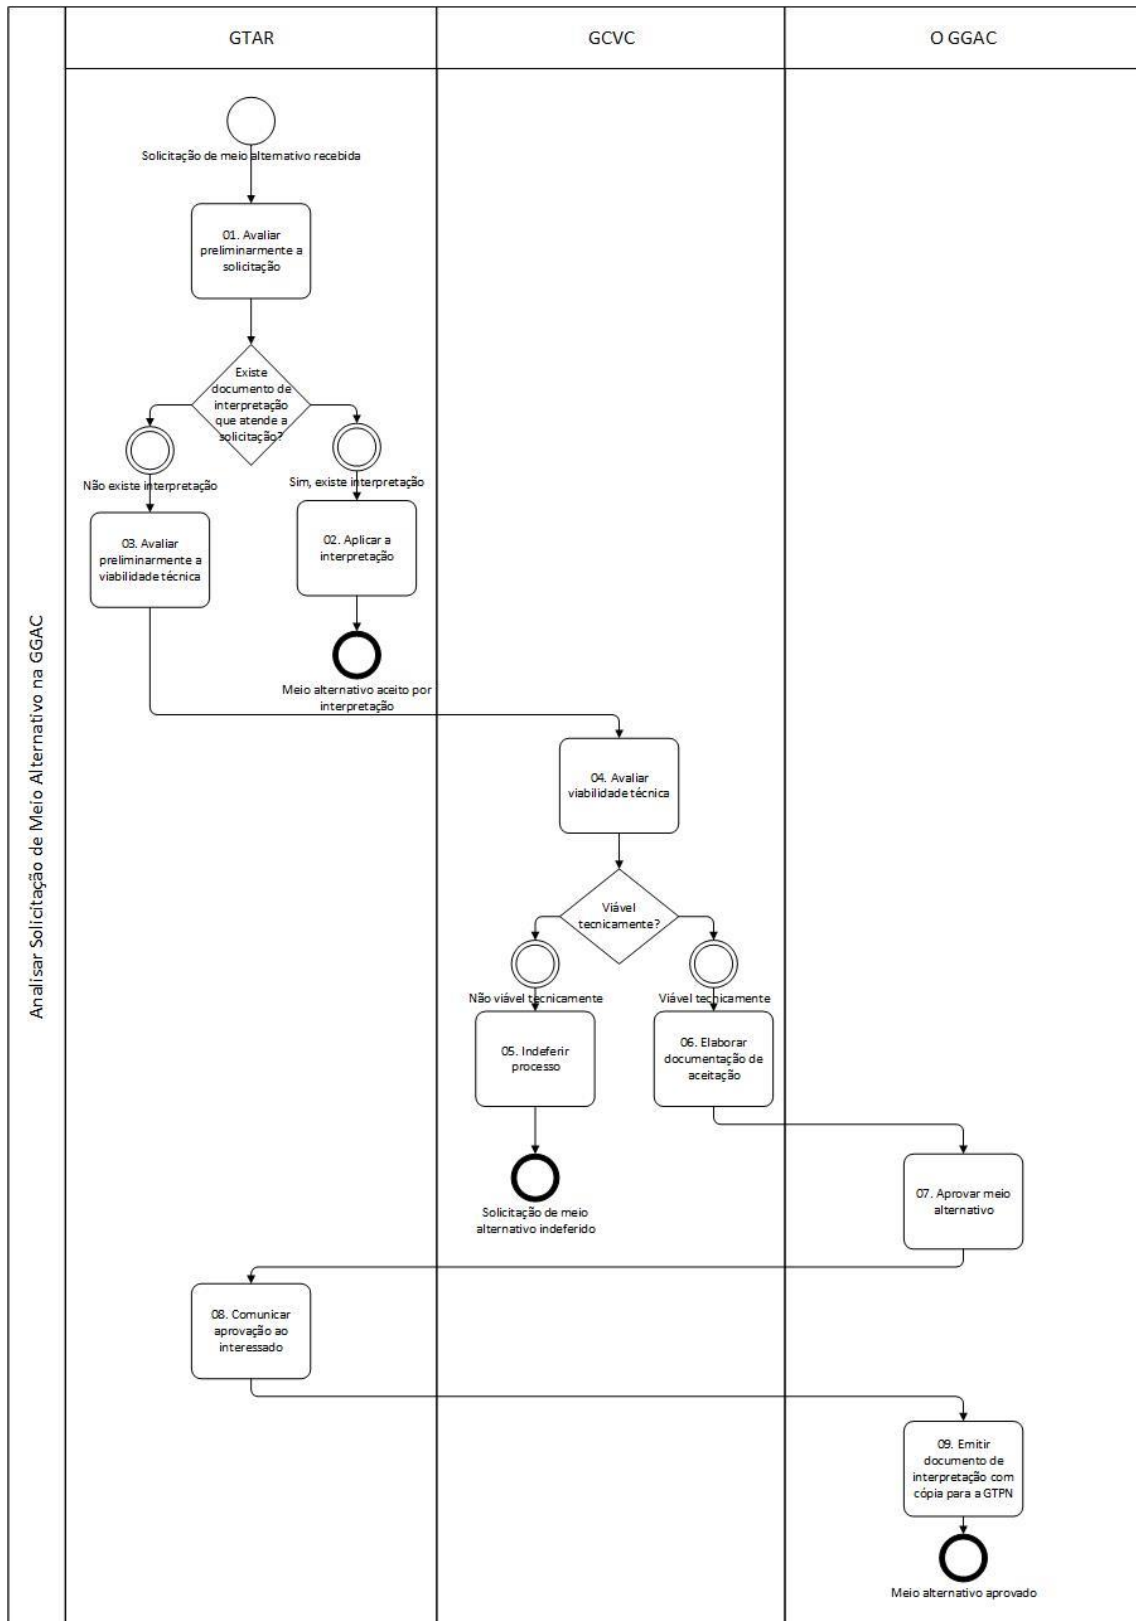 GTAR
GCVC
O GGAC
Analisar Solicitação de Meio Alternativo na GGAC
Solicitação de meio alternativo recebida
01. Avaliar
preliminarmente a
solicitação
Existe
documento de
interpretação
que atende a
solicitação?
Não existe interpretação
Sim, existe interpretação
03. Avaliar
preliminarmente a
viabilidade técnica
02. Aplicar a
interpretação
Meio alternativo aceito por
interpretação
04. Avaliar
viabilidade técnica
Viável
tecnicamente?
Não viável tecnicamente
Viável tecnicamente
05. Indeferir
processo
06. Elaborar
documentação de
aceitação
Solicitação de meio
alternativo indeferido
07. Aprovar meio
alternativo
08. Comunicar
aprovação ao
interessado
09. Emitir
documento de
interpretação com
cópia para a GTPN
Meio alternativo aprovado